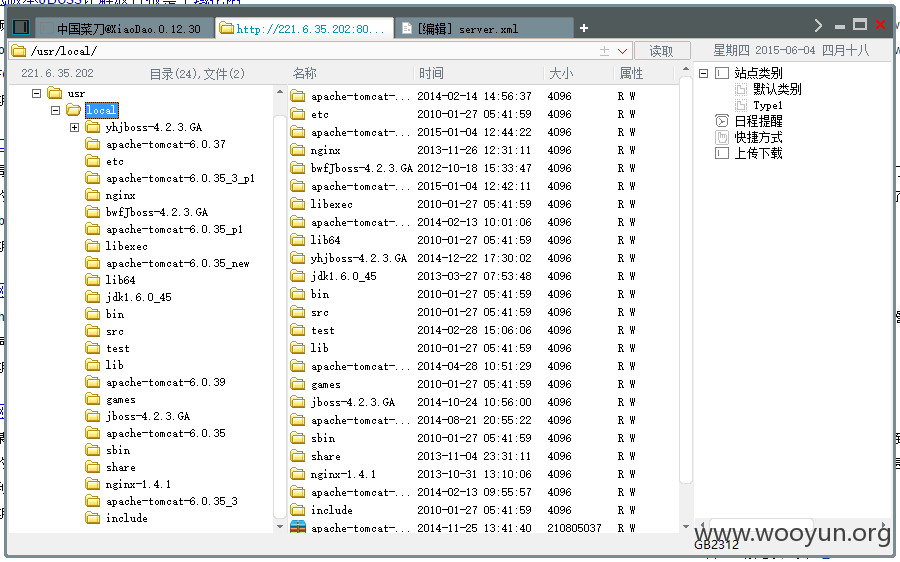 中国菜刀@XiaoDao.0.12.30
http://221.6.35.202:80...
[编辑] server.xml
/usr/local/
读取
星期四 2015-06-04 四月十八
221.6.35.202
目录(24),文件(2)
名称
时间
大小
属性
usr
local
yhjboss-4.2.3.GA
apache-tomcat-6.0.37
etc
apache-tomcat-6.0.35_3_p1
nginx
bwfJboss-4.2.3.GA
apache-tomcat-6.0.35_p1
libexec
apache-tomcat-6.0.35_new
lib64
jdk1.6.0_45
bin
src
test
lib
apache-tomcat-6.0.39
games
jboss-4.2.3.GA
apache-tomcat-6.0.35
sbin
share
nginx-1.4.1
apache-tomcat-6.0.35_3
include
apache-tomcat-... 2014-02-14 14:56:37 4096 R W
etc 2010-01-27 05:41:59 4096 R W
apache-tomcat-... 2015-01-04 12:44:22 4096 R W
nginx 2013-11-26 12:31:11 4096 R W
bwfJboss-4.2.3.GA 2012-10-18 15:33:47 4096 R W
apache-tomcat-... 2015-01-04 12:42:11 4096 R W
libexec 2010-01-27 05:41:59 4096 R W
apache-tomcat-... 2014-02-13 10:01:06 4096 R W
lib64 2010-01-27 05:41:59 4096 R W
yhjboss-4.2.3.GA 2014-12-22 17:30:02 4096 R W
jdk1.6.0_45 2013-03-27 07:53:48 4096 R W
bin 2010-01-27 05:41:59 4096 R W
src 2010-01-27 05:41:59 4096 R W
test 2014-02-28 15:06:06 4096 R W
lib 2010-01-27 05:41:59 4096 R W
apache-tomcat-... 2014-04-28 10:51:29 4096 R W
games 2010-01-27 05:41:59 4096 R W
jboss-4.2.3.GA 2014-10-24 10:56:00 4096 R W
apache-tomcat-... 2014-08-21 20:55:22 4096 R W
sbin 2010-01-27 05:41:59 4096 R W
share 2013-11-04 23:31:11 4096 R W
nginx-1.4.1 2013-10-31 13:10:06 4096 R W
apache-tomcat-... 2014-02-13 09:55:57 4096 R W
include 2010-01-27 05:41:59 4096 R W
apache-tomcat-... 2014-11-25 13:41:40 210805037 R W
站点类别
默认类别
Type1
日程提醒
快捷方式
上传下载
www.wooyun.org
GB2312